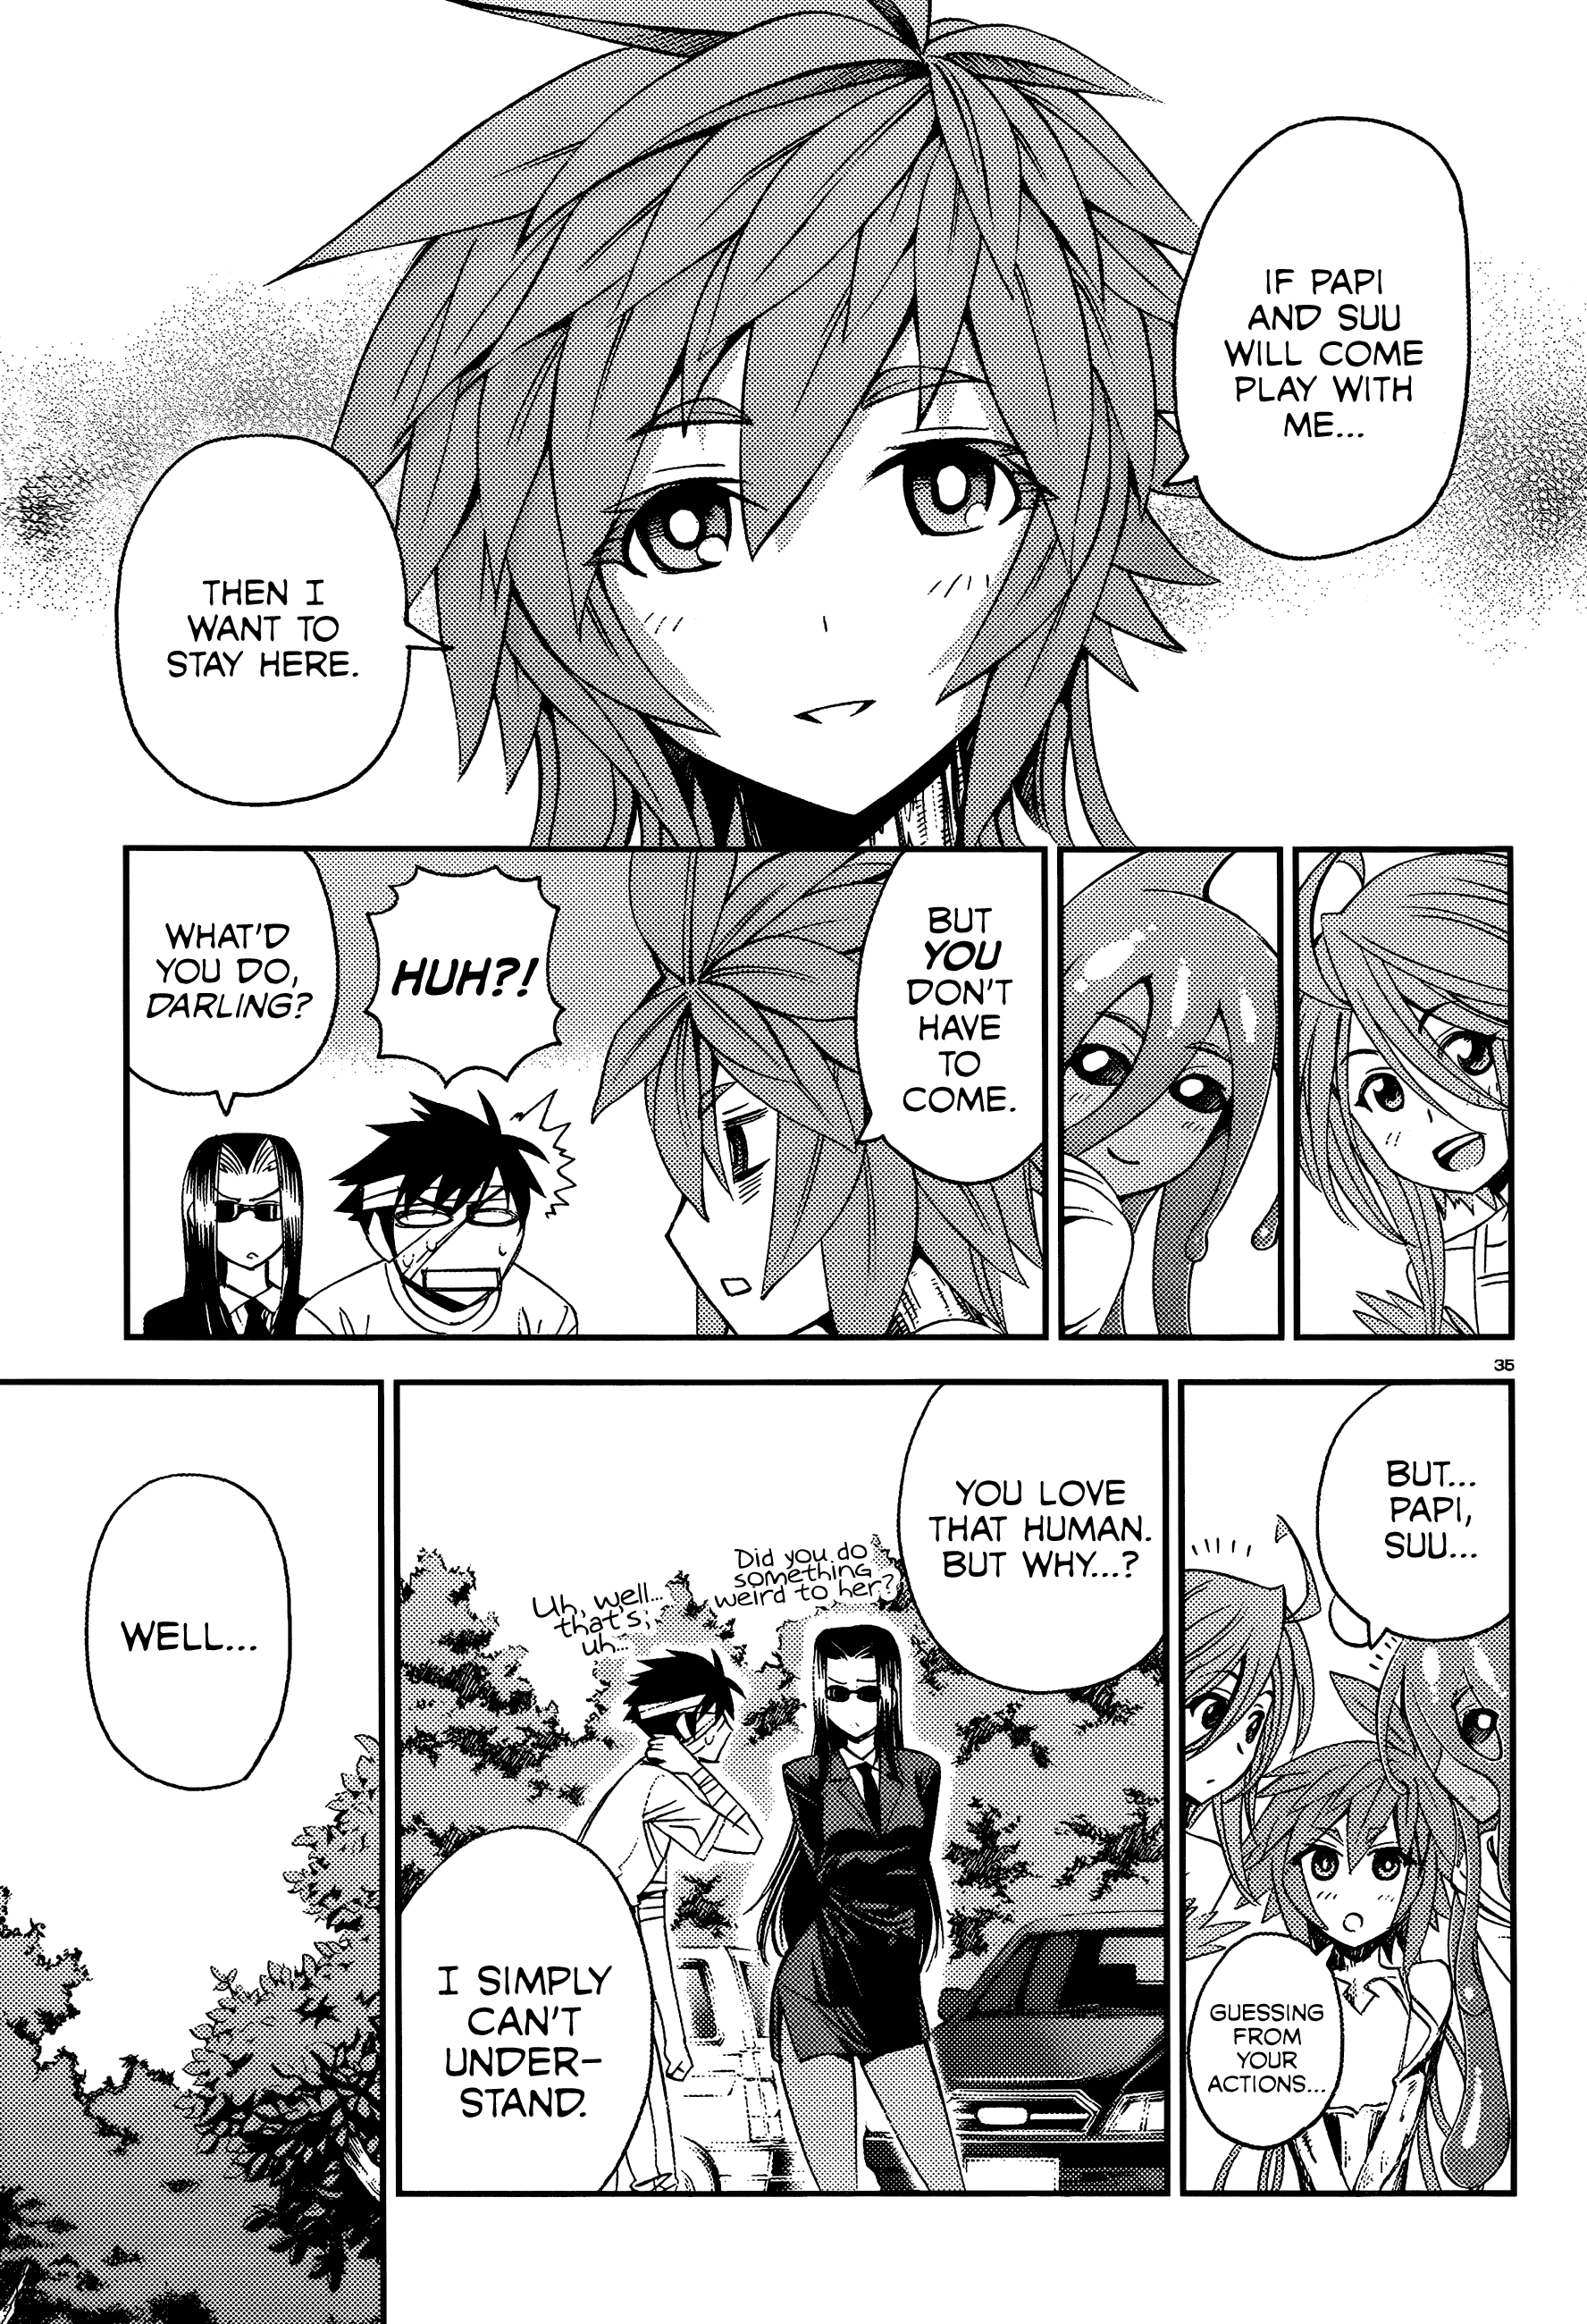 IF PAPI
AND SUU
WILL COME
PLAY WITH
ME...
THEN I
WANT TO
STAY HERE.
BUT
YOU
DON'T
HAVE
TO
COME.
HUH?!
WHAT'D
YOU DO,
DARLING?
35
BUT...
PAPI,
SUU...
GUESSING
FROM
YOUR
ACTIONS...
YOU LOVE
THAT HUMAN.
BUT WHY...?
Did you do
something
weird to her?
Uh, well...
that's,
uh...
I SIMPLY
CAN'T
UNDER-
STAND.
WELL...